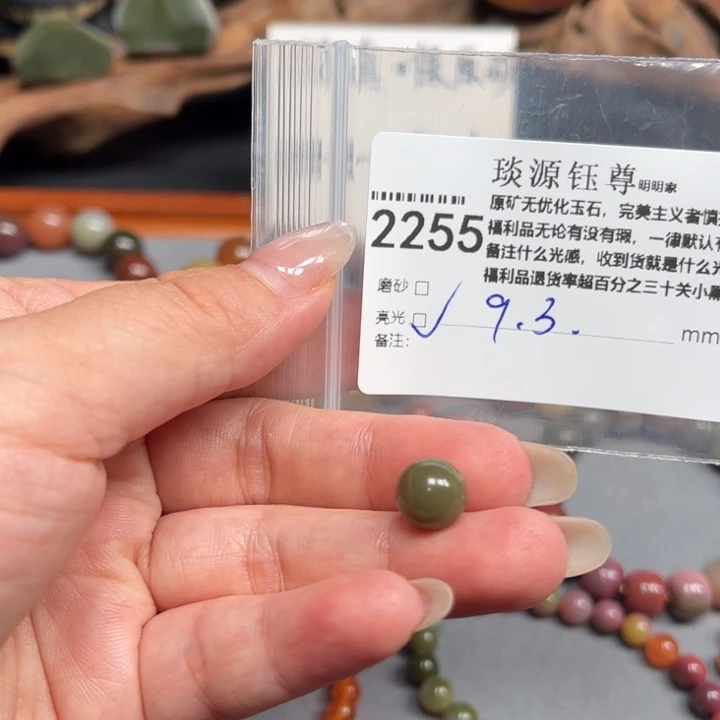 琰源钰尊明明家
2255
原矿无优化玉石，完美主义者慎
福利品无论有没有瑕，一律默认
备注什么光感，收到货就是什么
福利品退货率超百分之三十关小
磨砂
亮光 9.3. mm
备注: